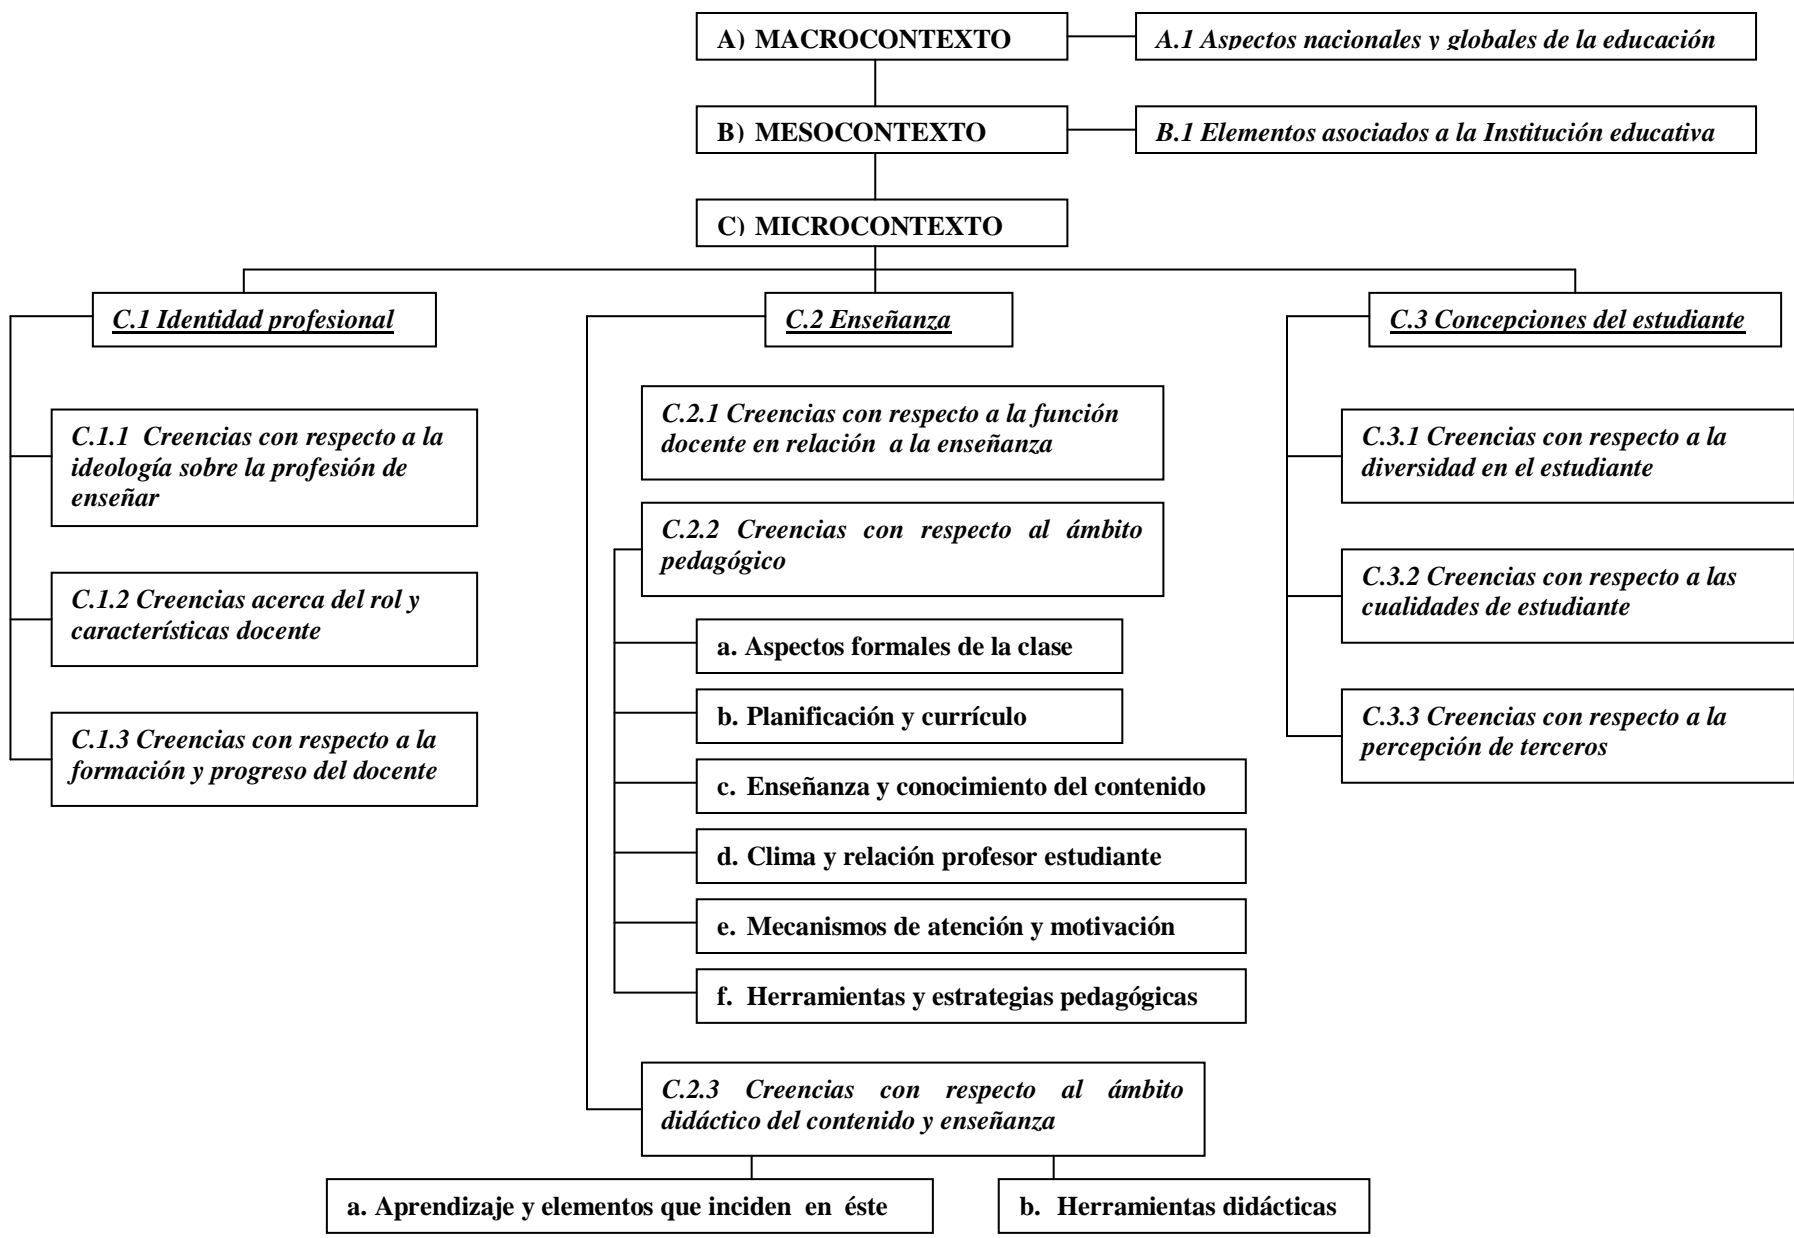 A) MACROCONTEXTO
A.1 Aspectos nacionales y globales de la educación
B) MESOCONTEXTO
B.1 Elementos asociados a la Institución educativa
C) MICROCONTEXTO
C.1 Identidad profesional
C.2 Enseñanza
C.3 Concepciones del estudiante
C.1.1 Creencias con respecto a la
ideología sobre la profesión de
enseñar
C.1.2 Creencias acerca del rol y
características docente
C.1.3 Creencias con respecto a la
formación y progreso del docente
C.2.1 Creencias con respecto a la función
docente en relación a la enseñanza
C.2.2 Creencias con respecto al ámbito
pedagógico
a. Aspectos formales de la clase
b. Planificación y currículo
c. Enseñanza y conocimiento del contenido
d. Clima y relación profesor estudiante
e. Mecanismos de atención y motivación
f. Herramientas y estrategias pedagógicas
C.2.3 Creencias con respecto al ámbito
didáctico del contenido y enseñanza
a. Aprendizaje y elementos que inciden en éste
b. Herramientas didácticas
C.3.1 Creencias con respecto a la
diversidad en el estudiante
C.3.2 Creencias con respecto a las
cualidades de estudiante
C.3.3 Creencias con respecto a la
percepción de terceros